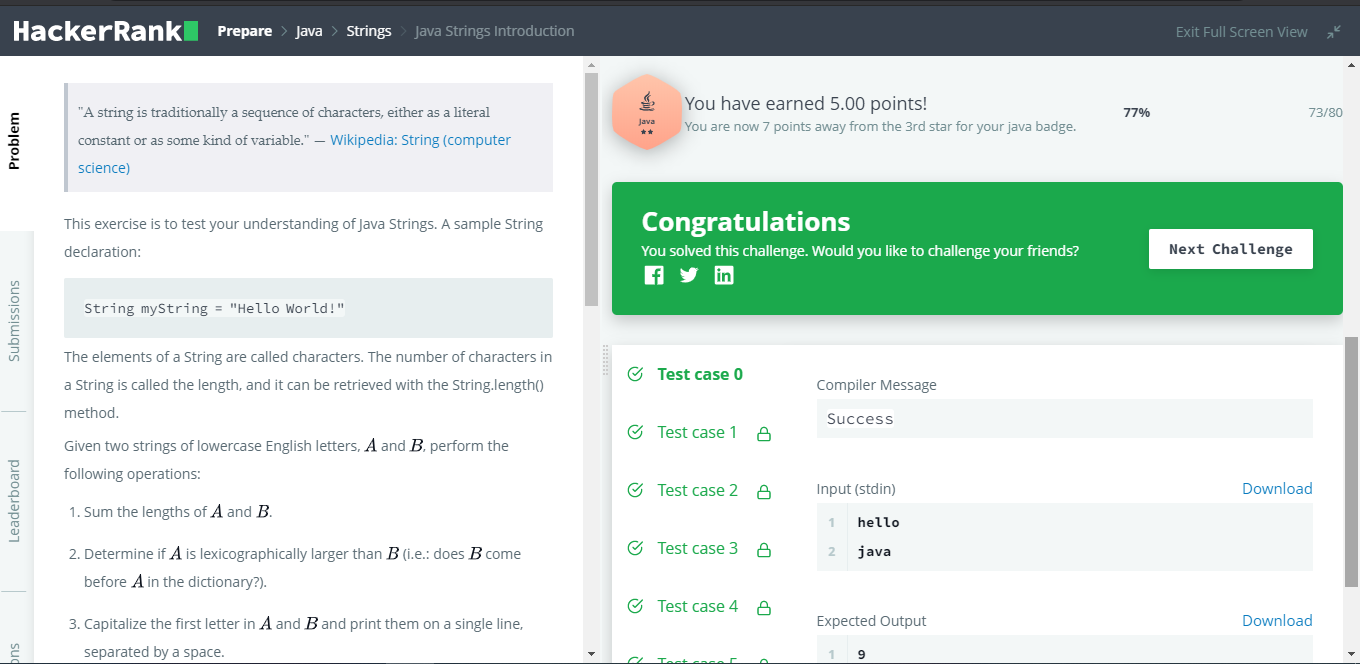 HackerRank Prepare > Java > Strings > Java Strings Introduction
Exit Full Screen View
Problem
Submissions
Leaderboard
ons
"A string is traditionally a sequence of characters, either as a literal
constant or as some kind of variable." — Wikipedia: String (computer
science)
This exercise is to test your understanding of Java Strings. A sample String
declaration:
String myString = "Hello World!"
The elements of a String are called characters. The number of characters in
a String is called the length, and it can be retrieved with the String.length()
method.
Given two strings of lowercase English letters, A and B, perform the
following operations:
1. Sum the lengths of A and B.
2. Determine if A is lexicographically larger than B (i.e.: does B come
before A in the dictionary?).
3. Capitalize the first letter in A and B and print them on a single line,
separated by a space.
Java
You have earned 5.00 points!
You are now 7 points away from the 3rd star for your java badge.
77%
73/80
Congratulations
You solved this challenge. Would you like to challenge your friends?
Next Challenge
Test case 0
Test case 1
Test case 2
Test case 3
Test case 4
Test case 5
Compiler Message
Success
Input (stdin)
Download
1 hello
2 java
Expected Output
Download
1 9